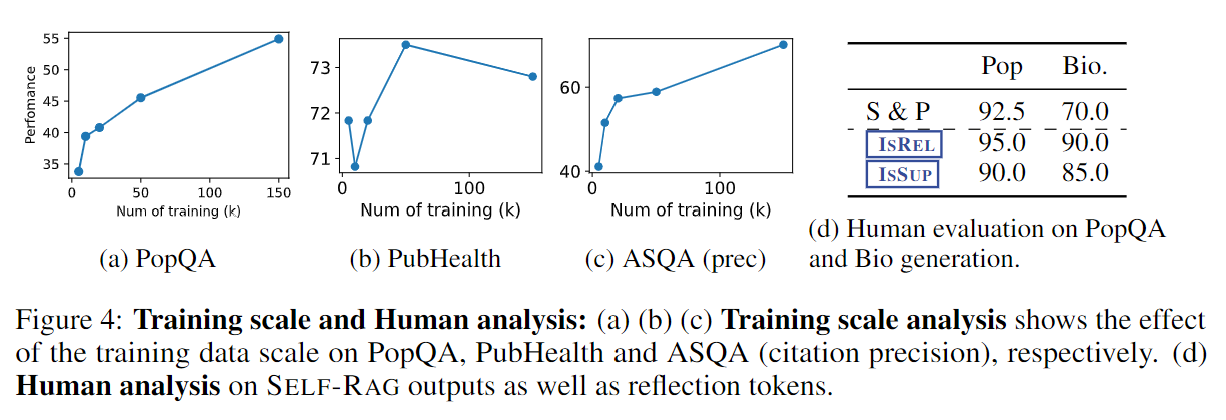 55
50
45
40
35
Perfomance
0
50
100
150
Num of training (k)
(a) PopQA
73
72
71
0
100
Num of training (k)
(b) PubHealth
60
40
0
100
Num of training (k)
(c) ASQA (prec)
Pop Bio.
S & P 92.5 70.0
ISREL 95.0 90.0
ISSUP 90.0 85.0
(d) Human evaluation on PopQA
and Bio generation.
Figure 4: Training scale and Human analysis: (a) (b) (c) Training scale analysis shows the effect
of the training data scale on PopQA, PubHealth and ASQA (citation precision), respectively. (d)
Human analysis on SELF-RAG outputs as well as reflection tokens.